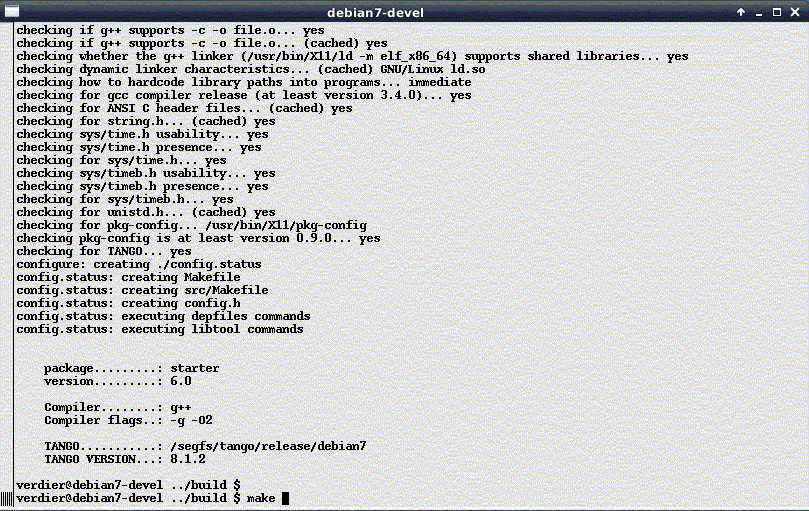 debian7-devel
checking if g++ supports -c -o file.o... yes
checking if g++ supports -c -o file.o... (cached) yes
checking whether the g++ linker (/usr/bin/X11/ld -m elf_x86_64) supports shared libraries... yes
checking dynamic linker characteristics... (cached) GNU/Linux ld.so
checking how to hardcode library paths into programs... immediate
checking for gcc compiler release (at least version 3.4.0)... yes
checking for ANSI C header files... (cached) yes
checking for string.h... (cached) yes
checking sys/time.h usability... yes
checking sys/time.h presence... yes
checking for sys/time.h... yes
checking sys/timeb.h usability... yes
checking sys/timeb.h presence... yes
checking for sys/timeb.h... yes
checking for unistd.h... (cached) yes
checking for pkg-config... /usr/bin/X11/pkg-config
checking pkg-config is at least version 0.9.0... yes
checking for TANGO... yes
configure: creating ./config.status
config.status: creating Makefile
config.status: creating src/Makefile
config.status: creating config.h
config.status: executing depfiles commands
config.status: executing libtool commands
package.........: starter
version.........: 6.0
Compiler........: g++
Compiler flags..: -g -O2
TANGO...........: /segfs/tango/release/debian7
TANGO VERSION...: 8.1.2
verdier@debian7-devel ../build $
verdier@debian7-devel ../build $ make